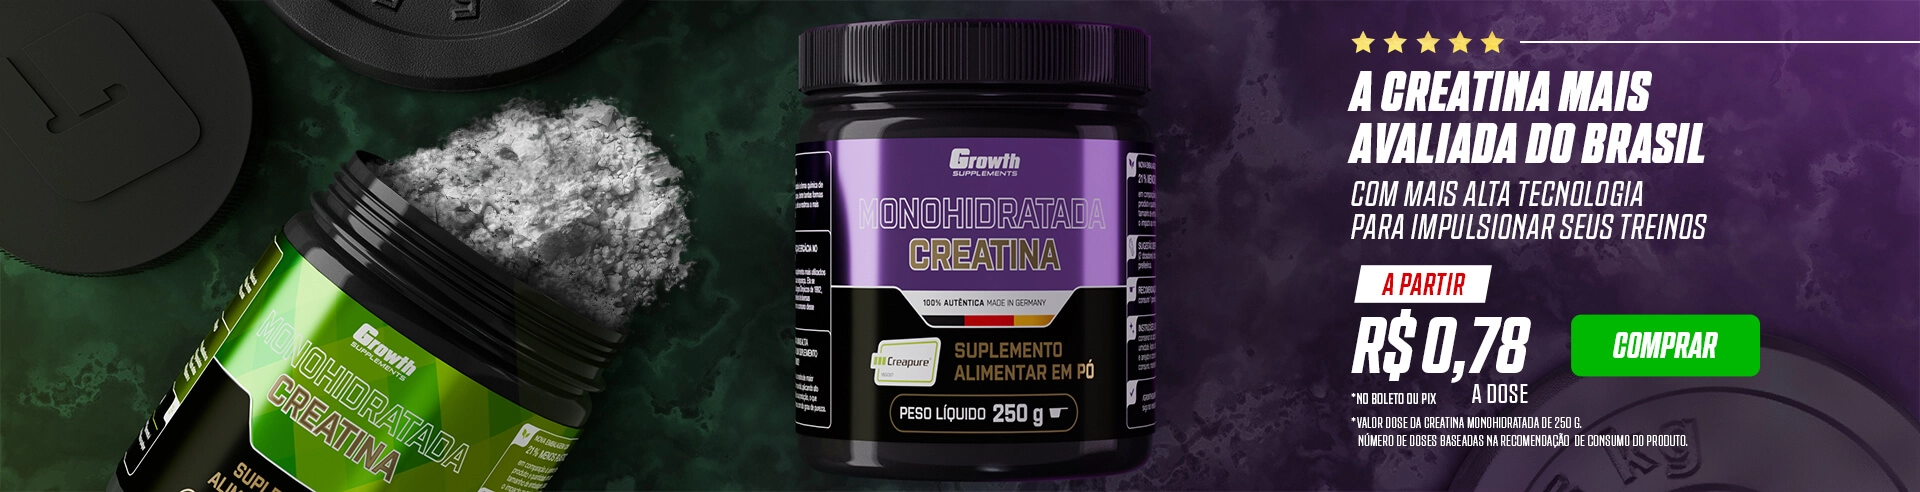 Growth
SUPPLEMENTS
MONOHIDRATADA
CREATINA
Growth
SUPPLEMENTS
MONOHIDRATADA
CREATINA
100% AUTÊNTICA MADE IN GERMANY
Creapure
SUPLEMENTO
ALIMENTAR EM PÓ
PESO LÍQUIDO 250 g
A CREATINA MAIS
AVALIADA DO BRASIL
COM MAIS ALTA TECNOLOGIA
PARA IMPULSIONAR SEUS TREINOS
A PARTIR
R$ 0,78
COMPRAR
*NO BOLETO OU PIX
A DOSE
*VALOR DOSE DA CREATINA MONOHIDRATADA DE 250 G.
NÚMERO DE DOSES BASEADAS NA RECOMENDAÇÃO DE CONSUMO DO PRODUTO.
kg